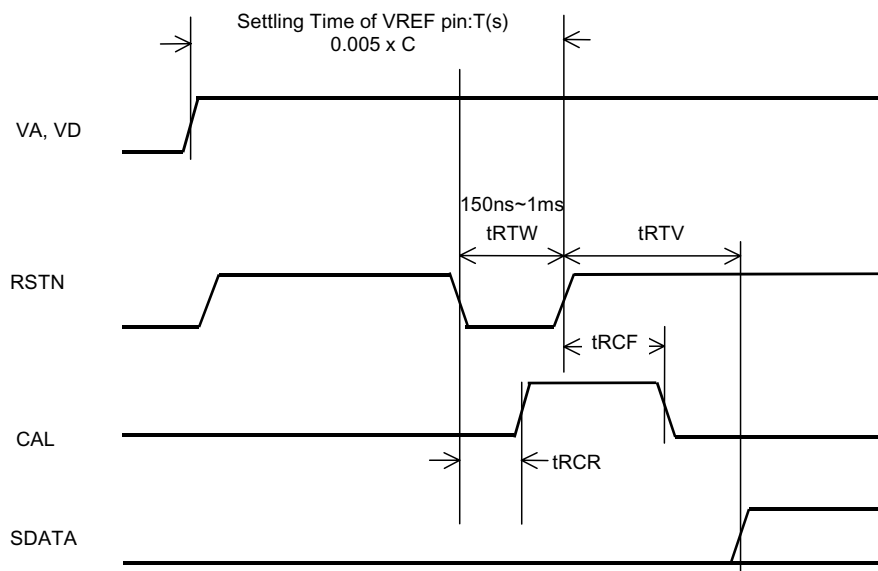 Settling Time of VREF pin:T(s)
0.005 x C
VA, VD
150ns~1ms
tRTW
tRTV
RSTN
tRCF
CAL
tRCR
SDATA